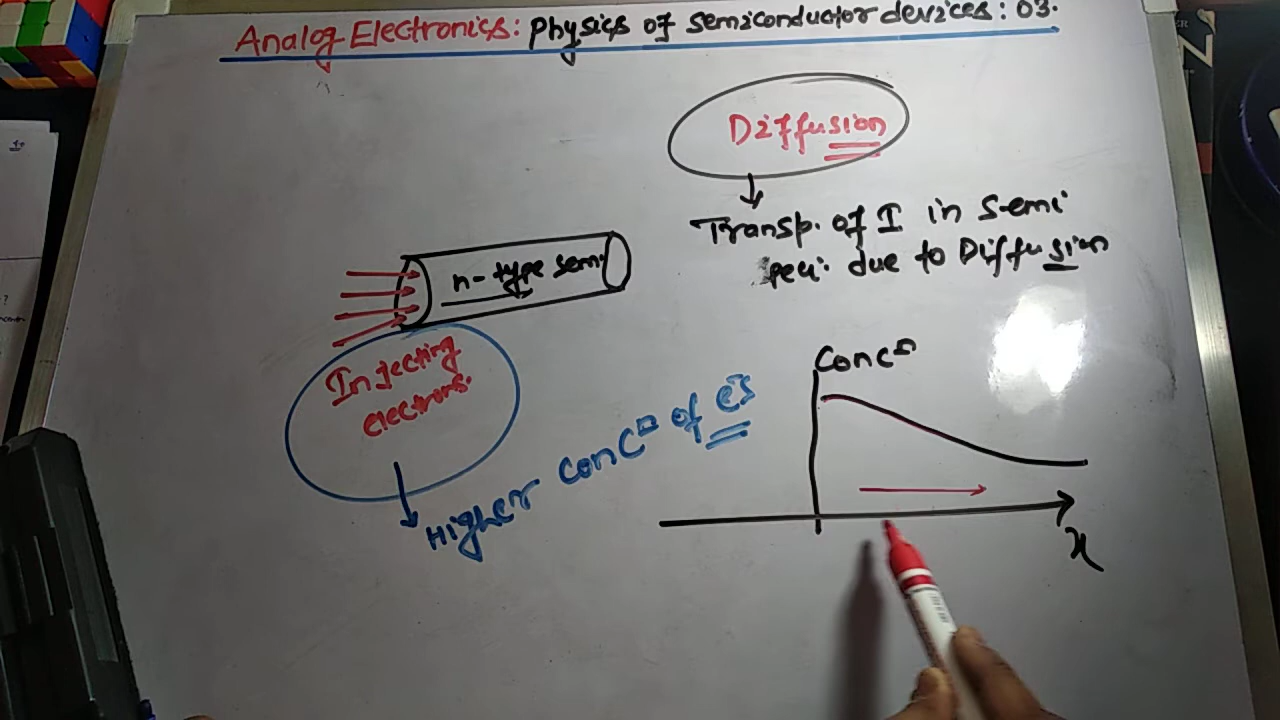 Analog Electronics: Physics of semiconductor devices: 03.
Diffusion
Transp. of I in semi
due to Diffusion
n-type semi
Injecting
electrons.
Higher concⁿ of es
Concⁿ
x